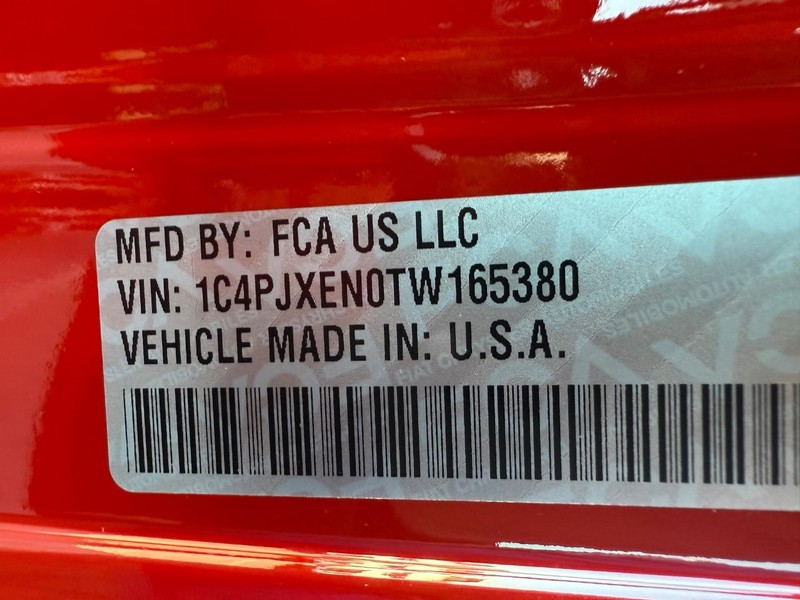 MFD BY: FCA US LLC
VIN: 1C4PJXEN0TW165380
VEHICLE MADE IN: U.S.A.